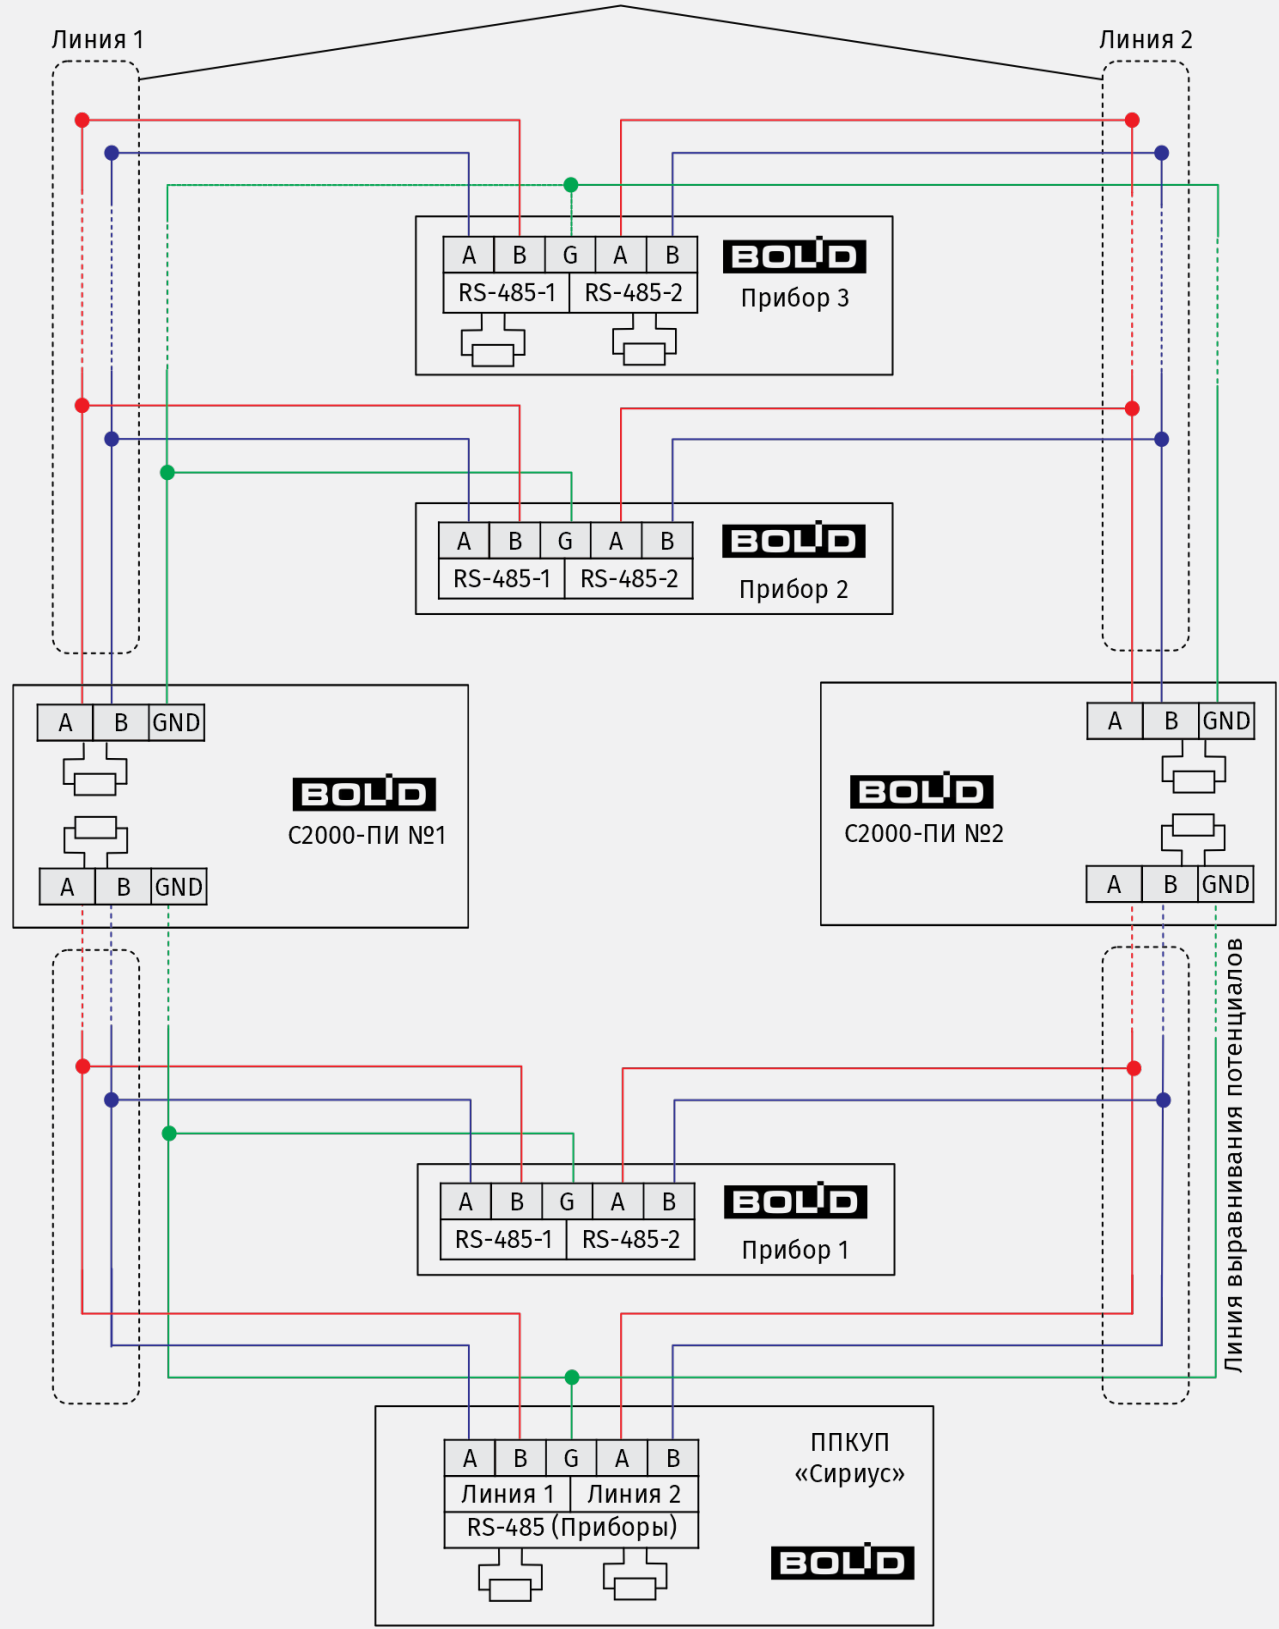 Линия 1
Линия 2
A B G A B
RS-485-1 RS-485-2
BOLID
Прибор 3
A B G A B
RS-485-1 RS-485-2
BOLID
Прибор 2
A B GND
BOLID
С2000-ПИ №1
A B GND
A B GND
BOLID
С2000-ПИ №2
A B GND
Линия выравнивания потенциалов
A B G A B
RS-485-1 RS-485-2
BOLID
Прибор 1
A B G A B
Линия 1 Линия 2
RS-485 (Приборы)
ППКУП
«Сириус»
BOLID